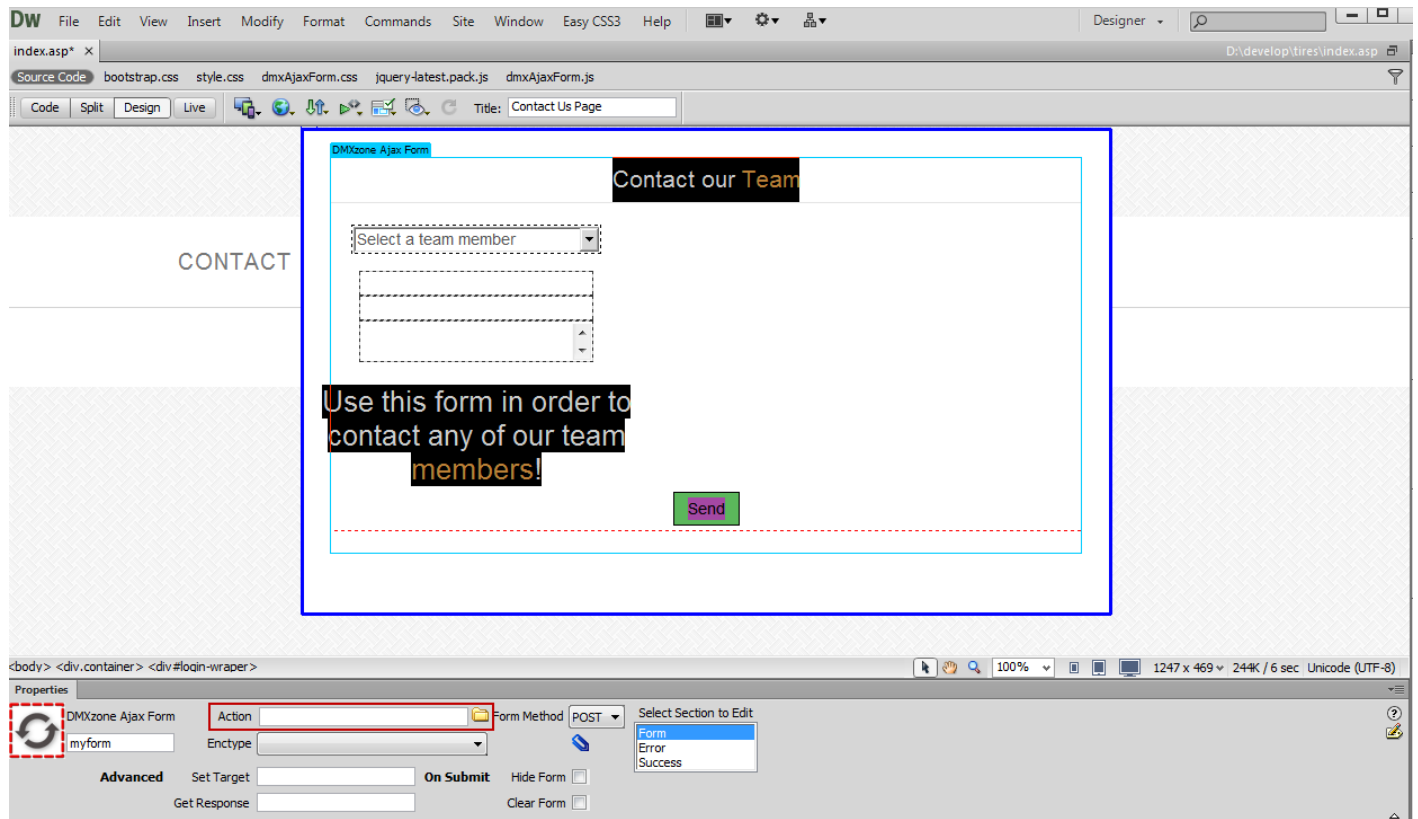 DW File Edit View Insert Modify Format Commands Site Window Easy CSS3 Help Designer
index.asp* × D:\develop\tires\index.asp
Source Code bootstrap.css style.css dmxAjaxForm.css jquery-latest.pack.js dmxAjaxForm.js
Code Split Design Live Title: Contact Us Page
DMXzone Ajax Form
Contact our Team
Select a team member
CONTACT
Use this form in order to
contact any of our team
members!
Send
<body> <div.container> <div#login-wraper> 100% 1247 x 469 244K / 6 sec Unicode (UTF-8)
Properties
DMXzone Ajax Form Action Form Method POST Select Section to Edit
myform Enctype Form
Error
Success
Advanced Set Target On Submit Hide Form
Get Response Clear Form